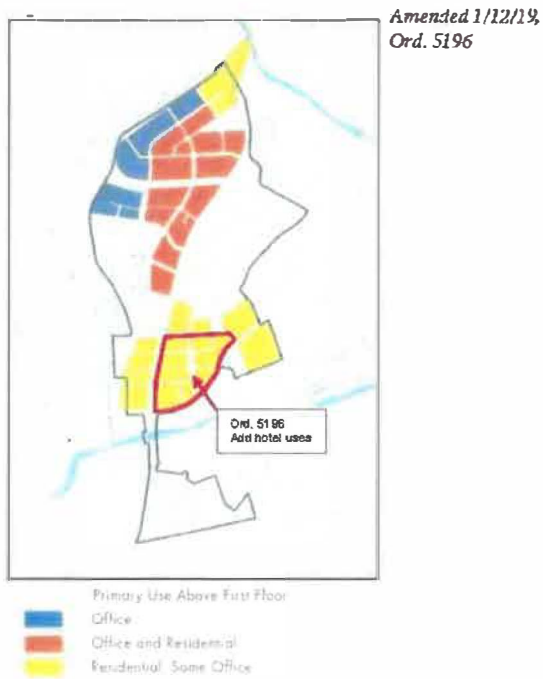 Amended 1/12/19,
Ord. 5196
Ord. 5196
Add hotel uses
Primary Use Above First Floor
Office
Office and Residential
Residential Some Office